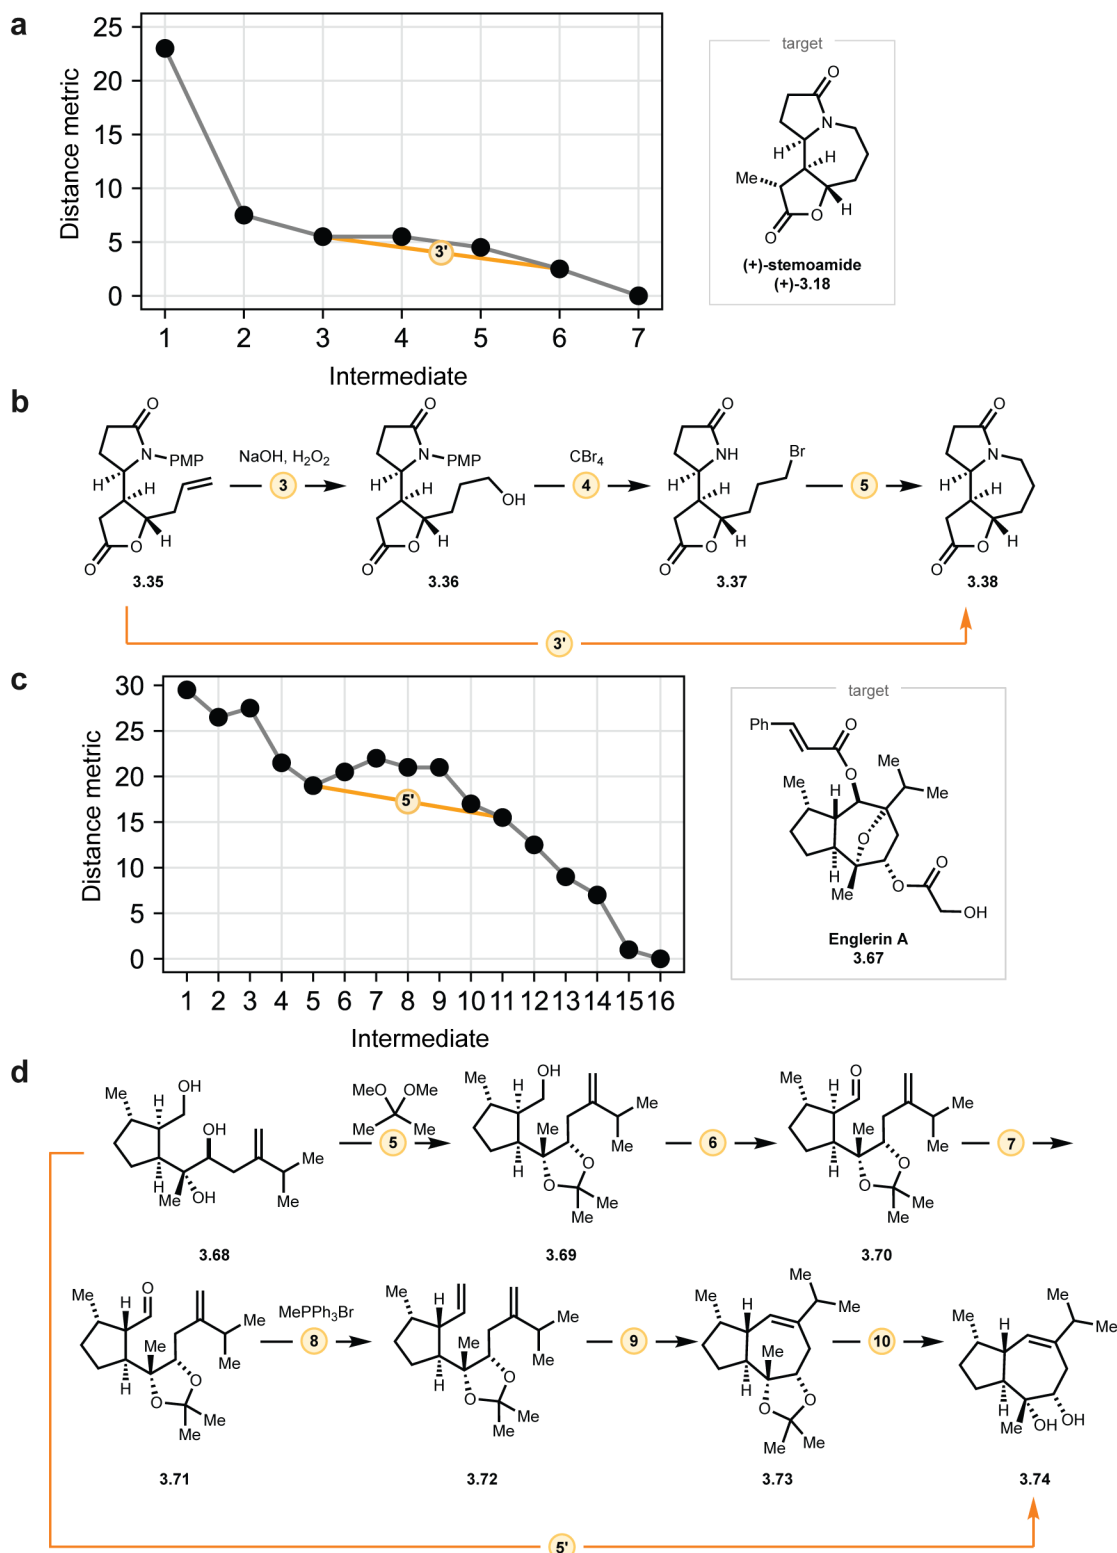 a
Distance metric
25
20
15
10
5
0
3'
1 2 3 4 5 6 7
Intermediate
target
O
N
H
H
Me
O
H
O
(+)-stemoamide
(+)-3.18
b
O
N
PMP
H
H
O
H
O
3.35
NaOH, H2O2
3
O
N
PMP
H
H
OH
O
H
O
3.36
CBr4
4
O
NH
Br
H
H
O
H
O
3.37
5
O
N
H
H
O
H
O
3.38
3'
c
Distance metric
30
25
20
15
10
5
0
5'
1 2 3 4 5 6 7 8 9 10 11 12 13 14 15 16
Intermediate
target
Ph
O
O
Me
Me
Me
H
O
H
Me
O
O
OH
Englerin A
3.67
d
Me
H
OH
OH
H
Me
OH
Me
Me
3.68
MeO OMe
Me Me
5
Me
H
OH
Me
Me
Me
H
O
O
Me
Me
3.69
6
Me
H
O
Me
Me
Me
H
O
O
Me
Me
3.70
7
Me
H
O
Me
Me
Me
H
O
O
Me
Me
3.71
MePPh3Br
8
Me
H
Me
Me
Me
H
O
O
Me
Me
3.72
9
Me
Me
Me
H
Me
H
O
O
Me
Me
3.73
10
Me
Me
Me
H
H
Me
OH
OH
3.74
5'